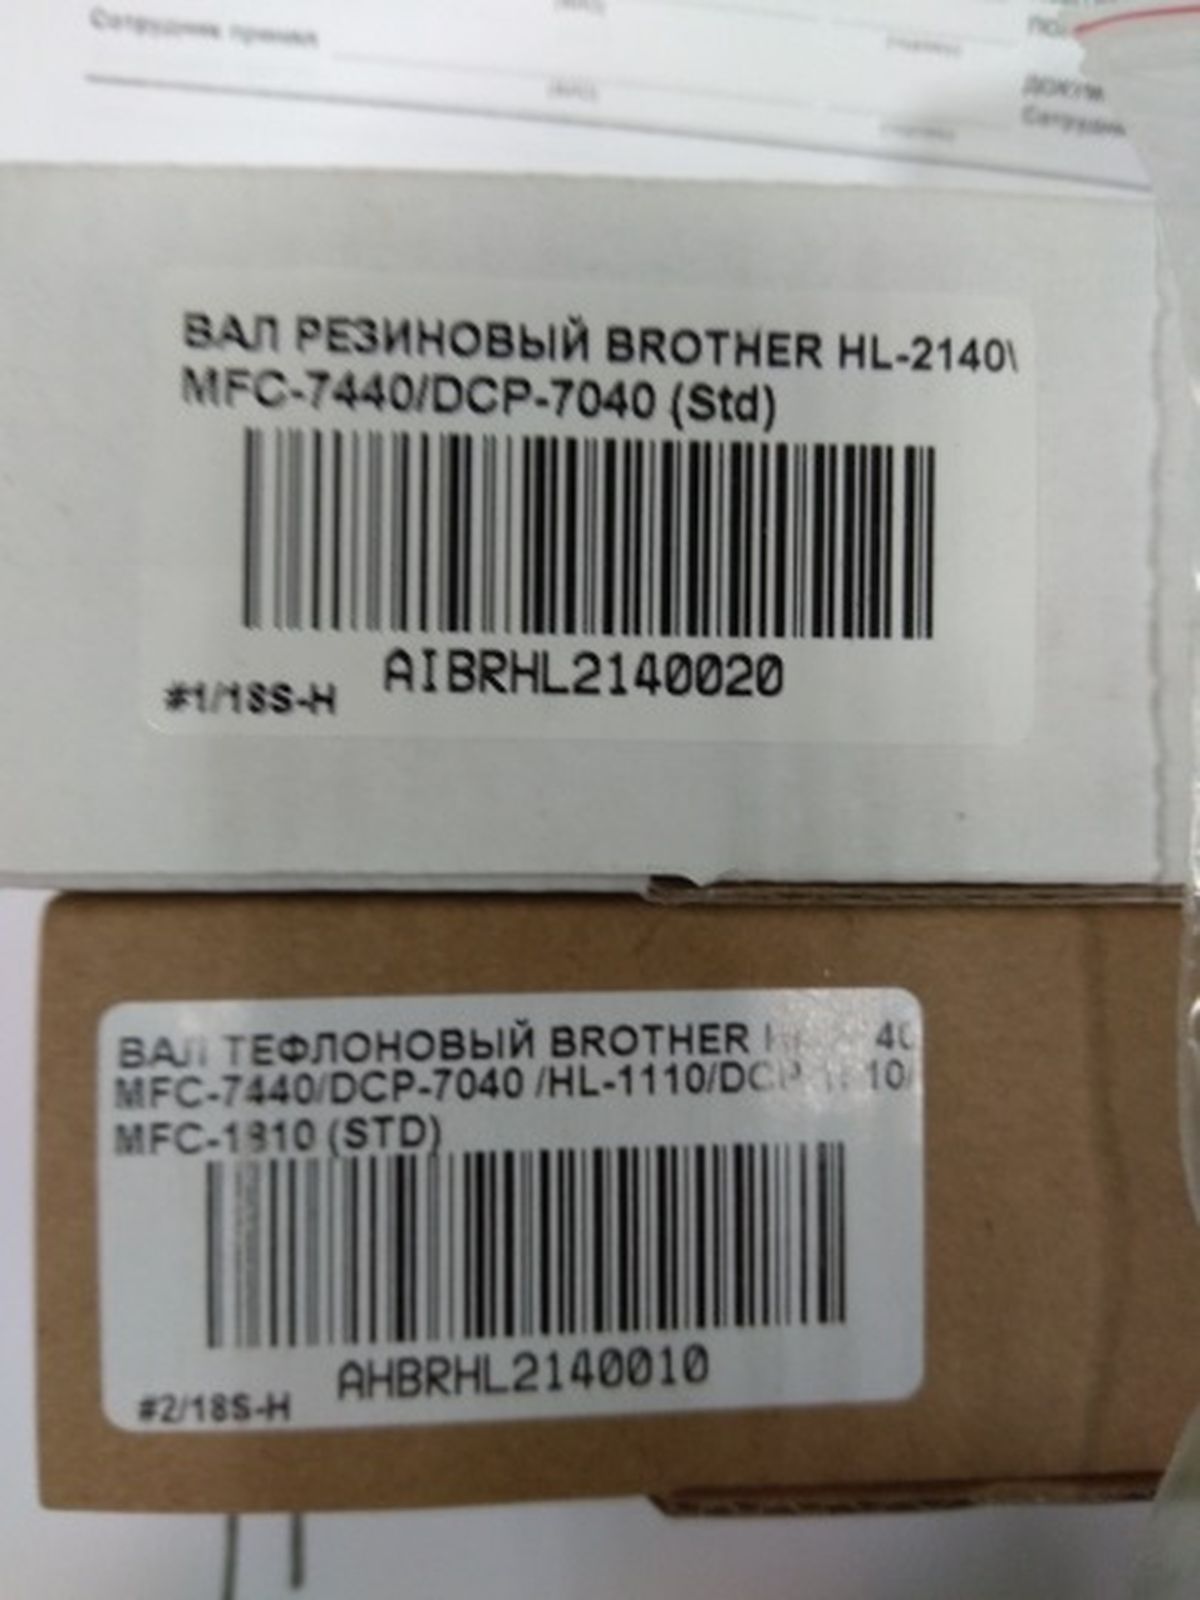 Сотрудник принял
ВАЛ РЕЗИНОВЫЙ BROTHER HL-2140\
MFC-7440/DCP-7040 (Std)
AIBRHL2140020
#1/18S-H
ВАЛ ТЕФЛОНОВЫЙ BROTHER
MFC-7440/DCP-7040 /HL-1110/
MFC-1810 (STD)
AHBRHL2140010
#2/18S-H